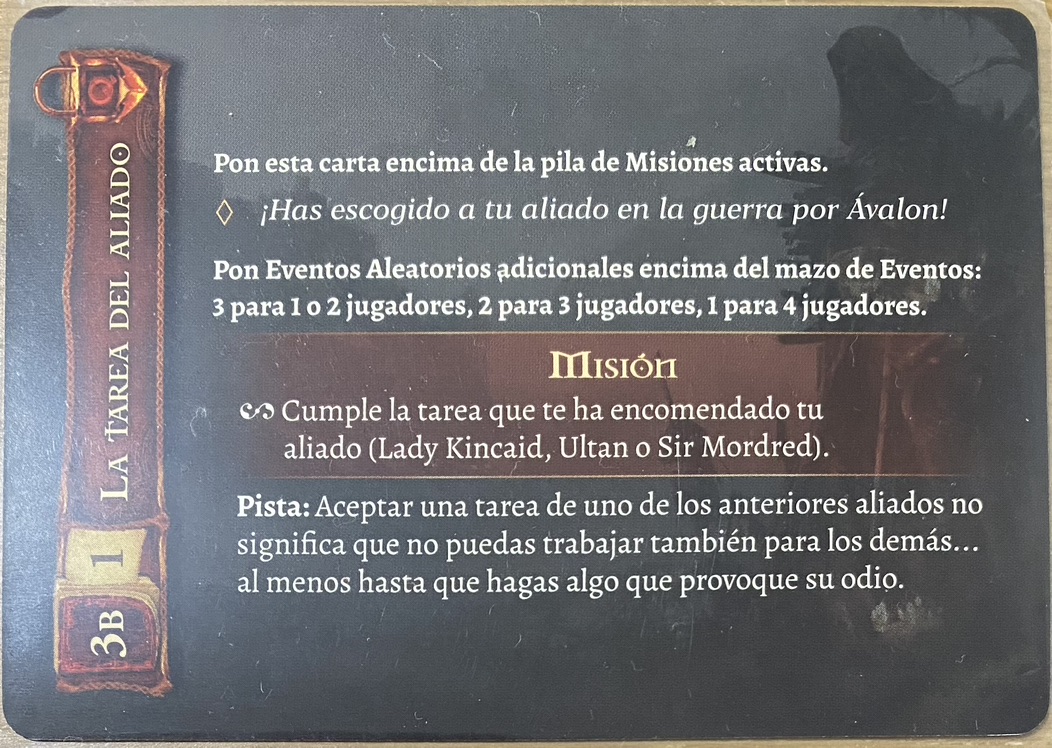 3B 1 LA TAREA DEL ALIADO
Pon esta carta encima de la pila de Misiones activas.
¡Has escogido a tu aliado en la guerra por Ávalon!
Pon Eventos Aleatorios adicionales encima del mazo de Eventos:
3 para 1 o 2 jugadores, 2 para 3 jugadores, 1 para 4 jugadores.
MISIÓN
Cumple la tarea que te ha encomendado tu
aliado (Lady Kincaid, Ultan o Sir Mordred).
Pista: Aceptar una tarea de uno de los anteriores aliados no
significa que no puedas trabajar también para los demás...
al menos hasta que hagas algo que provoque su odio.